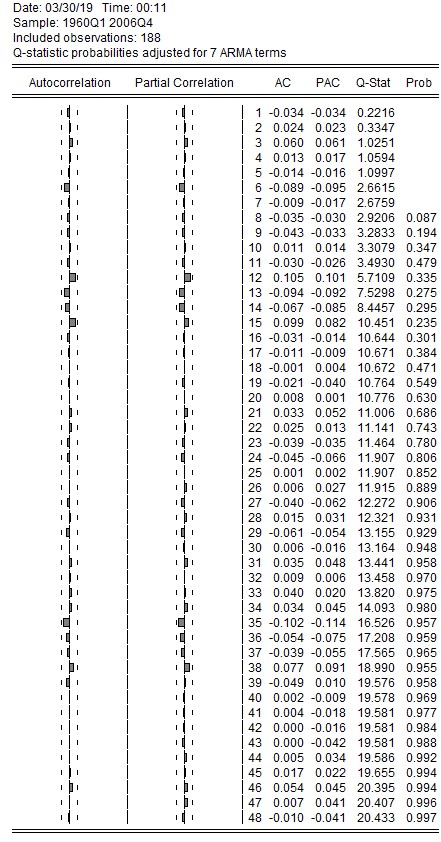 Date: 03/30/19 Time: 00:11
Sample: 1960Q1 2006Q4
Included observations: 188
Q-statistic probabilities adjusted for 7 ARMA terms
Autocorrelation Partial Correlation AC PAC Q-Stat Prob
1 -0.034 -0.034 0.2216
2 0.024 0.023 0.3347
3 0.060 0.061 1.0251
4 0.013 0.017 1.0594
5 -0.014 -0.016 1.0997
6 -0.089 -0.095 2.6615
7 -0.009 -0.017 2.6759
8 -0.035 -0.030 2.9206 0.087
9 -0.043 -0.033 3.2833 0.194
10 0.011 0.014 3.3079 0.347
11 -0.030 -0.026 3.4930 0.479
12 0.105 0.101 5.7109 0.335
13 -0.094 -0.092 7.5298 0.275
14 -0.067 -0.085 8.4457 0.295
15 0.099 0.082 10.451 0.235
16 -0.031 -0.014 10.644 0.301
17 -0.011 -0.009 10.671 0.384
18 -0.001 0.004 10.672 0.471
19 -0.021 -0.040 10.764 0.549
20 0.008 0.001 10.776 0.630
21 0.033 0.052 11.006 0.686
22 0.025 0.013 11.141 0.743
23 -0.039 -0.035 11.464 0.780
24 -0.045 -0.066 11.907 0.806
25 0.001 0.002 11.907 0.852
26 0.006 0.027 11.915 0.889
27 -0.040 -0.062 12.272 0.906
28 0.015 0.031 12.321 0.931
29 -0.061 -0.054 13.155 0.929
30 0.006 -0.016 13.164 0.948
31 0.035 0.048 13.441 0.958
32 0.009 0.006 13.458 0.970
33 0.040 0.020 13.820 0.975
34 0.034 0.045 14.093 0.980
35 -0.102 -0.114 16.526 0.957
36 -0.054 -0.075 17.208 0.959
37 -0.039 -0.055 17.565 0.965
38 0.077 0.091 18.990 0.955
39 -0.049 0.010 19.576 0.958
40 0.002 -0.009 19.578 0.969
41 0.004 -0.018 19.581 0.977
42 0.000 -0.016 19.581 0.984
43 0.000 -0.042 19.581 0.988
44 0.005 0.034 19.586 0.992
45 0.017 0.022 19.655 0.994
46 0.054 0.045 20.395 0.994
47 0.007 0.041 20.407 0.996
48 -0.010 -0.041 20.433 0.997